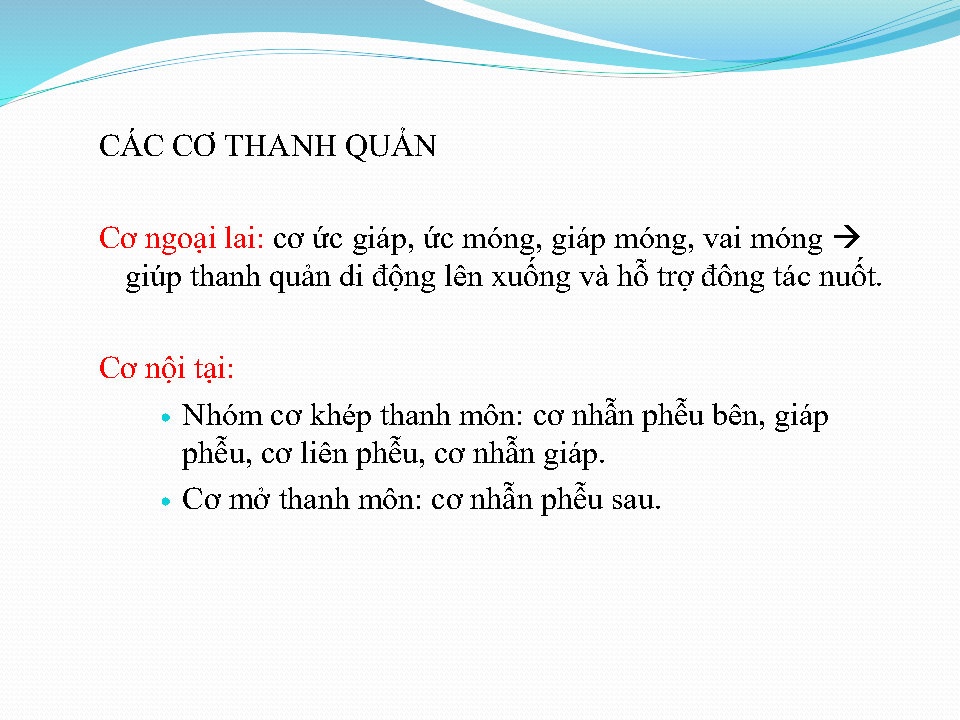 CÁC CƠ THANH QUẢN
Cơ ngoại lai: cơ ức giáp, ức móng, giáp móng, vai móng →
giúp thanh quản di động lên xuống và hỗ trợ đông tác nuốt.
Cơ nội tại:
• Nhóm cơ khép thanh môn: cơ nhẫn phễu bên, giáp
phễu, cơ liên phễu, cơ nhẫn giáp.
• Cơ mở thanh môn: cơ nhẫn phễu sau.